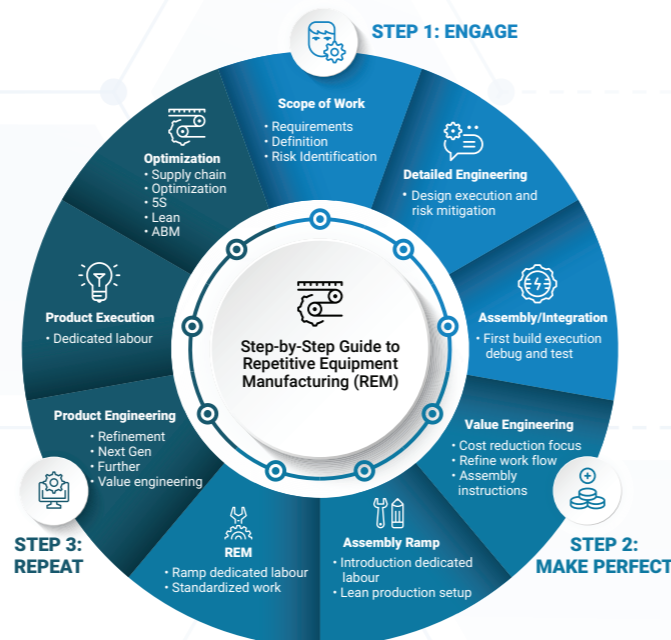 STEP 1: ENGAGE
Scope of Work
• Requirements
• Definition
• Risk Identification
Detailed Engineering
• Design execution and
risk mitigation
Assembly/Integration
• First build execution
debug and test
Value Engineering
• Cost reduction focus
• Refine work flow
• Assembly
instructions
STEP 2:
MAKE PERFECT
Assembly Ramp
• Introduction dedicated
labour
• Lean production setup
REM
• Ramp dedicated labour
• Standardized work
STEP 3:
REPEAT
Product Engineering
• Refinement
• Next Gen
• Further
• Value engineering
Product Execution
• Dedicated labour
Optimization
• Supply chain
• Optimization
• 5S
• Lean
• ABM
Step-by-Step Guide to
Repetitive Equipment
Manufacturing (REM)